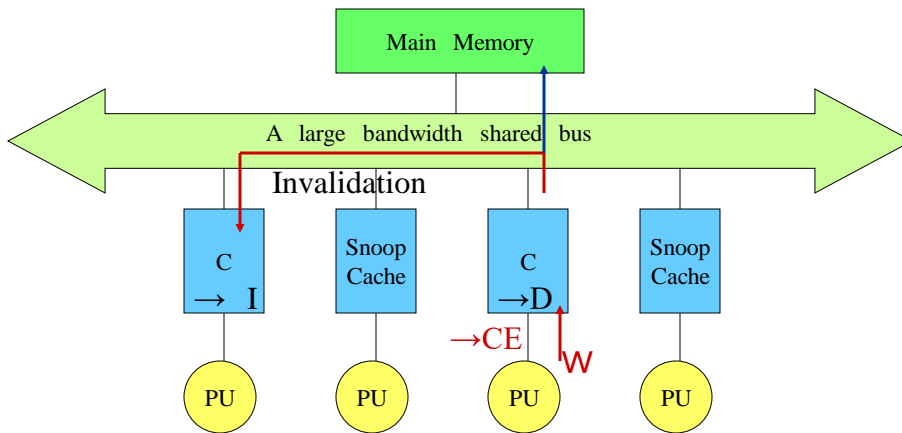 Main Memory
A large bandwidth shared bus
Invalidation
C
→ I
Snoop
Cache
C
→D
Snoop
Cache
→CE
W
PU
PU
PU
PU